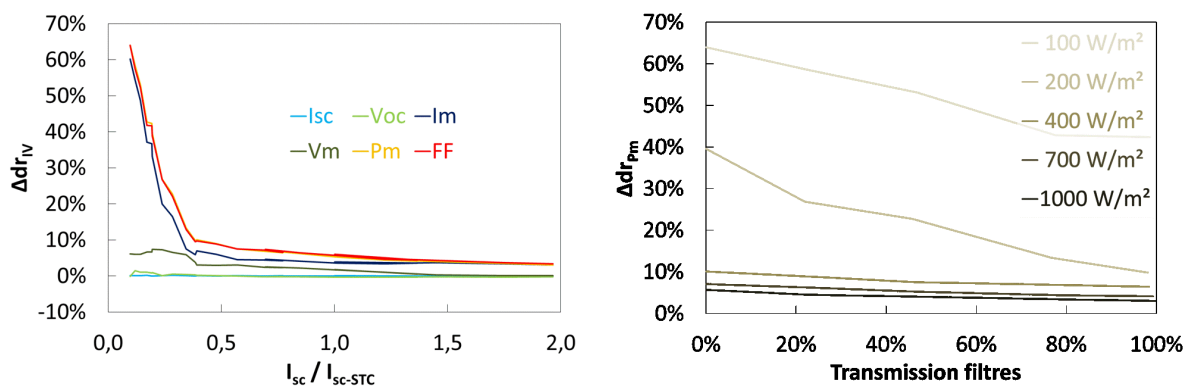 70%
60%
50%
40%
30%
20%
10%
0%
-10%
Δdr_IV
Isc Voc Im
Vm Pm FF
0,0 0,5 1,0 1,5 2,0
I_sc / I_sc-STC
70%
60%
50%
40%
30%
20%
10%
0%
Δdr_Pm
100 W/m²
200 W/m²
400 W/m²
700 W/m²
1000 W/m²
0% 20% 40% 60% 80% 100%
Transmission filtres